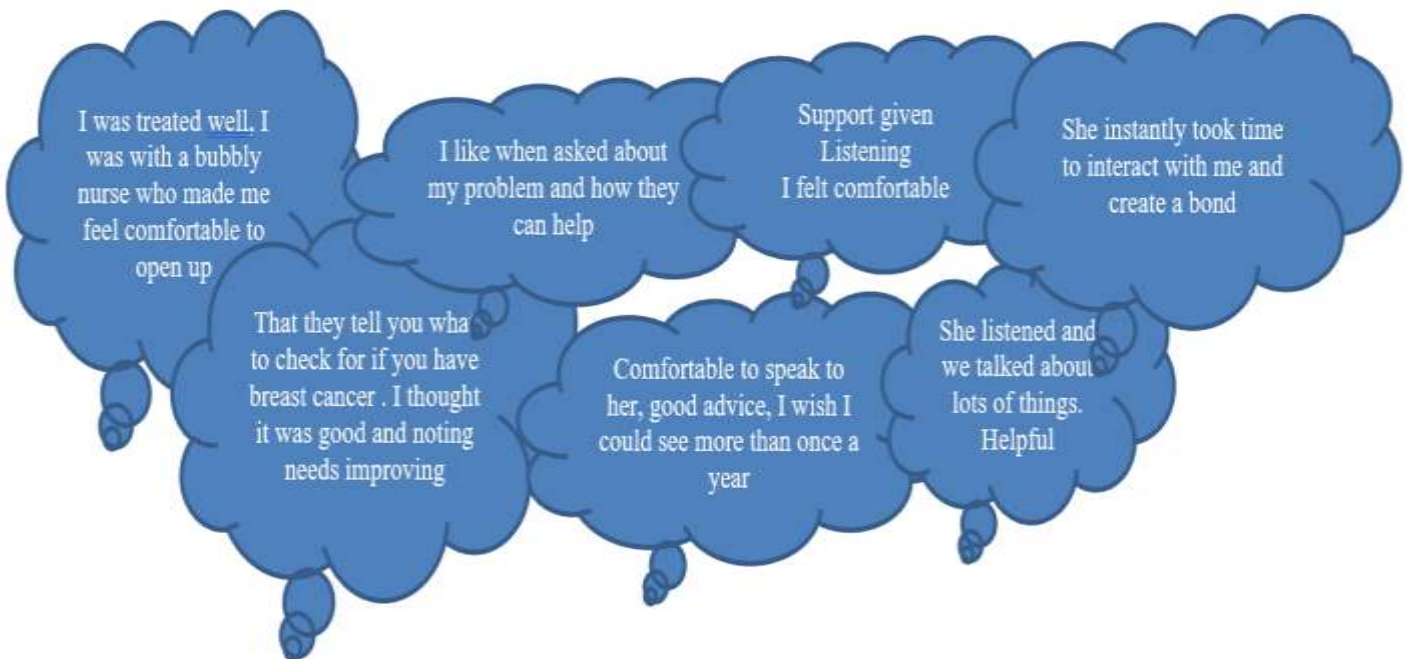 I was treated well, I
was with a bubbly
nurse who made me
feel comfortable to
open up
I like when asked about
my problem and how they
can help
Support given
Listening
I felt comfortable
She instantly took time
to interact with me and
create a bond
That they tell you wha
to check for if you have
breast cancer . I thought
it was good and noting
needs improving
Comfortable to speak to
her, good advice, I wish I
could see more than once a
year
She listened and
we talked about
lots of things.
Helpful